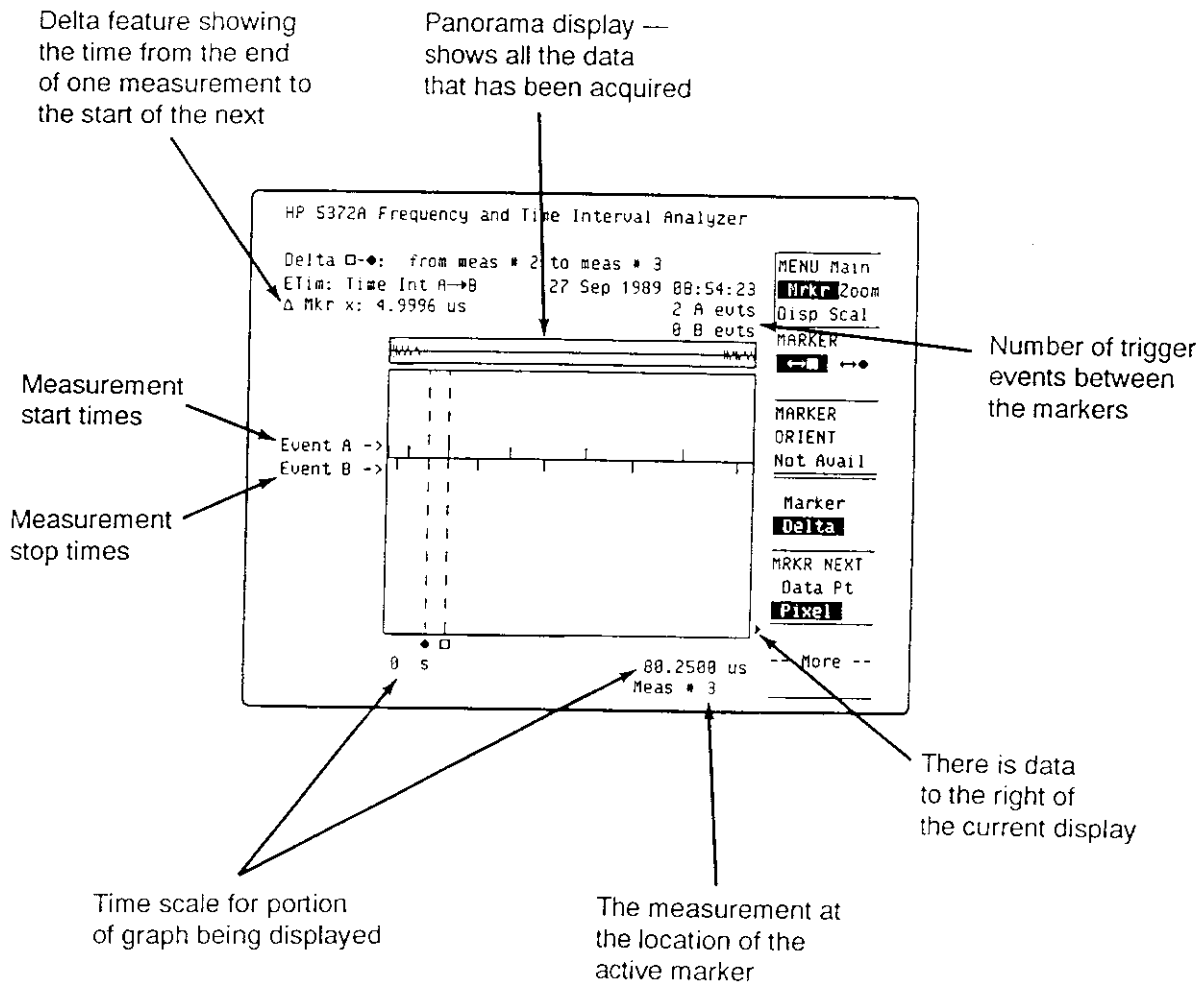 Delta feature showing
the time from the end
of one measurement to
the start of the next
Panorama display —
shows all the data
that has been acquired
HP 5372A Frequency and Time Interval Analyzer
Delta □-◆: from meas # 2 to meas # 3
ETim: Time Int A→B 27 Sep 1989 08:54:23
Δ Mkr x: 4.9996 us 2 A evts
0 B evts
MENU Main
Mrkr Zoom
Disp Scal
MARKER
↔■ ↔◆
MARKER
ORIENT
Not Avail
Marker
Delta
MRKR NEXT
Data Pt
Pixel
-- More --
Number of trigger
events between
the markers
Measurement
start times
Event A ->
Event B ->
Measurement
stop times
◆ □
0 s
80.2500 us
Meas # 3
There is data
to the right of
the current display
Time scale for portion
of graph being displayed
The measurement at
the location of the
active marker